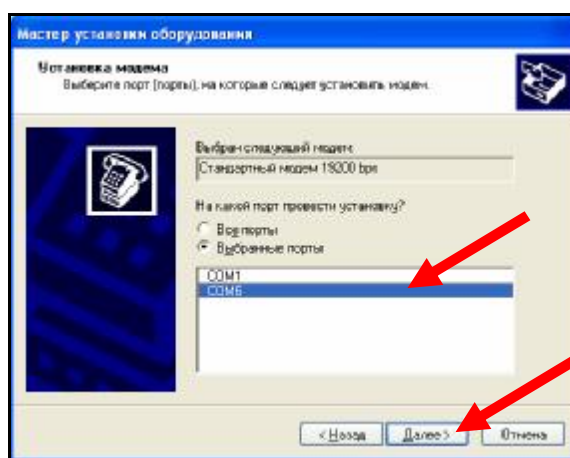 Мастер установки оборудования
Установка модема
Выберите порт (порты), на которые следует установить модем.
Выбран следующий модем:
Стандартный модем 19200 bps
На какой порт провести установку?
Все порты
Выбранные порты
COM1
COM6
< Назад
Далее >
Отмена